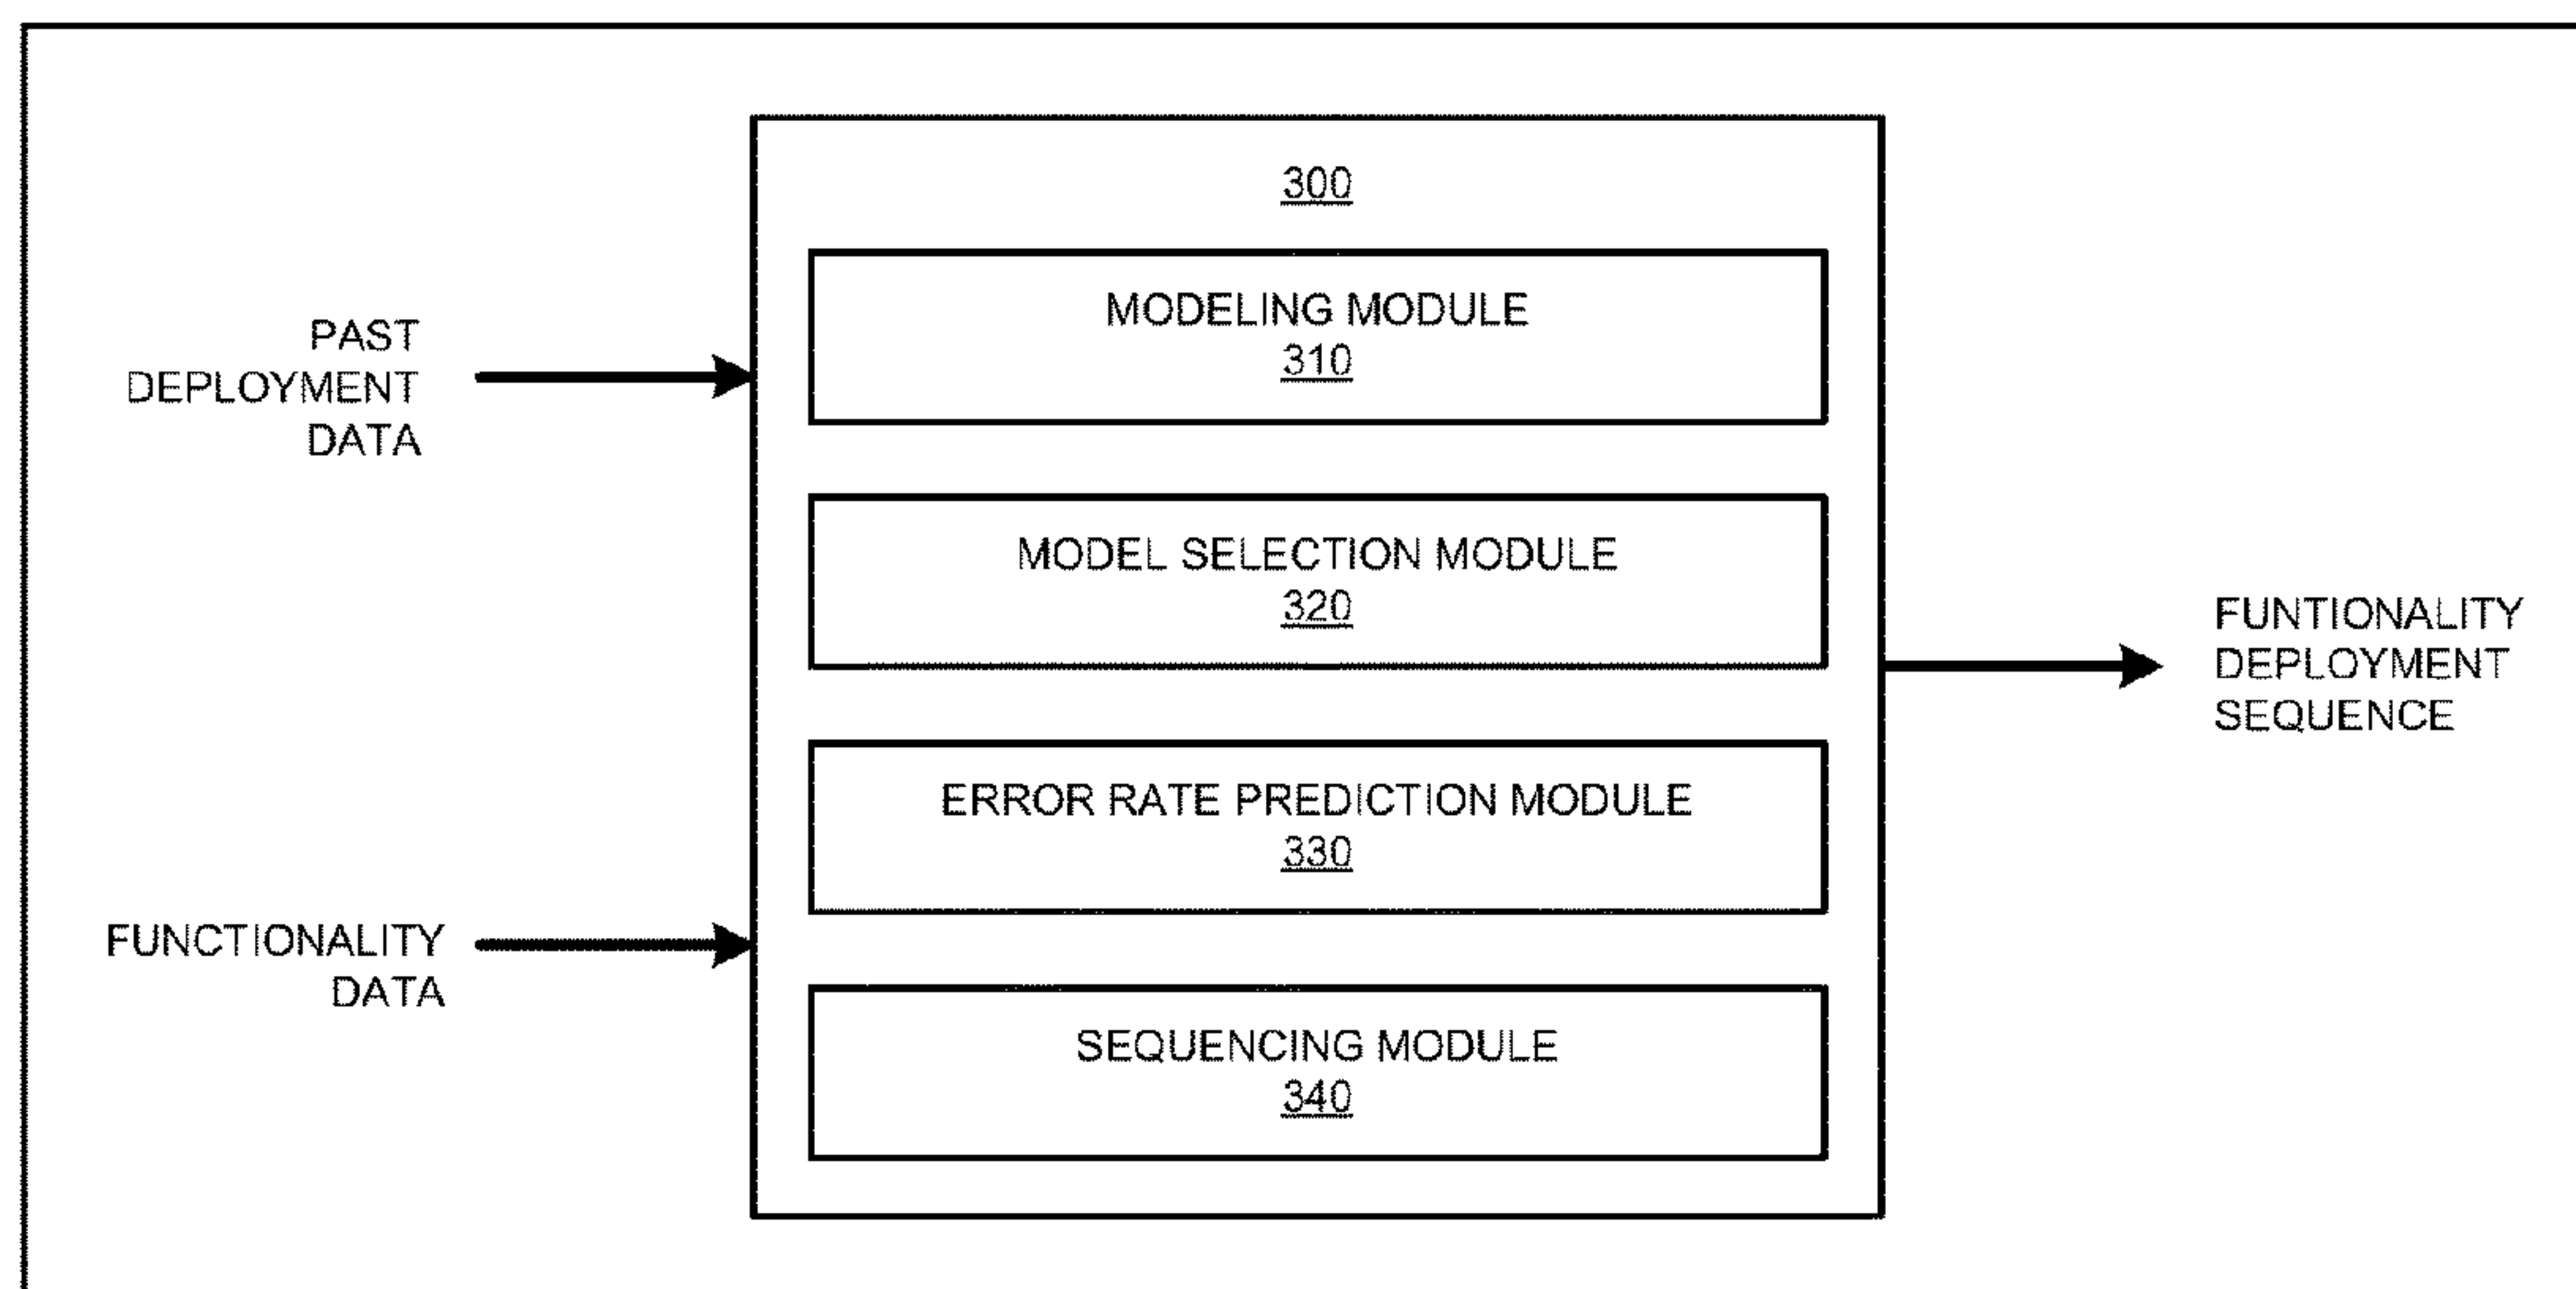 PAST
DEPLOYMENT
DATA
FUNCTIONALITY
DATA
300
MODELING MODULE
310
MODEL SELECTION MODULE
320
ERROR RATE PREDICTION MODULE
330
SEQUENCING MODULE
340
FUNTIONALITY
DEPLOYMENT
SEQUENCE